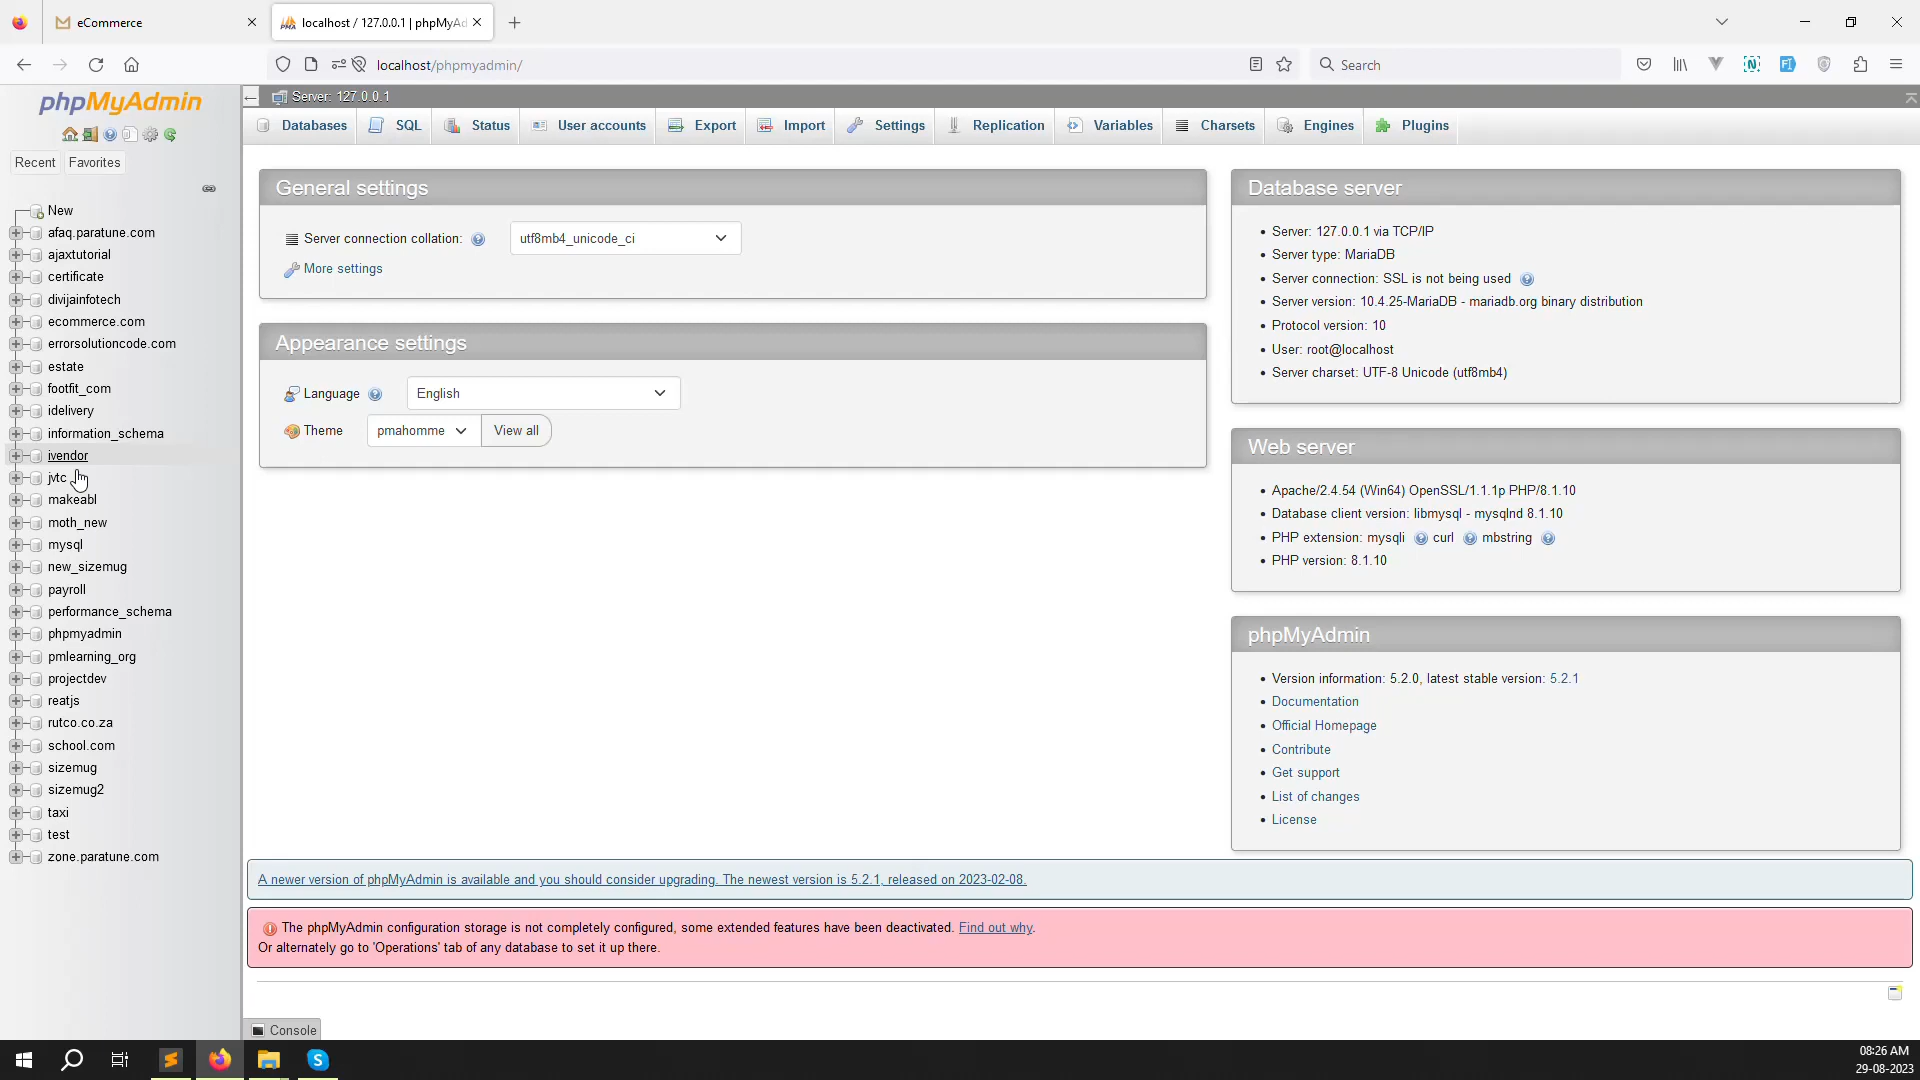 eCommerce
localhost / 127.0.0.1 | phpMyAd
localhost/phpmyadmin/
Search
phpMyAdmin
Recent
Favorites
New
afaq.paratune.com
ajaxtutorial
certificate
divijainfotech
ecommerce.com
errorsolutioncode.com
estate
footfit_com
idelivery
information_schema
ivendor
jvtc
makeabl
moth_new
mysql
new_sizemug
payroll
performance_schema
phpmyadmin
pmlearning_org
projectdev
reatjs
rutco.co.za
school.com
sizemug
sizemug2
taxi
test
zone.paratune.com
Server: 127.0.0.1
Databases
SQL
Status
User accounts
Export
Import
Settings
Replication
Variables
Charsets
Engines
Plugins
General settings
Server connection collation:
utf8mb4_unicode_ci
More settings
Appearance settings
Language
English
Theme
pmahomme
View all
Database server
Server: 127.0.0.1 via TCP/IP
Server type: MariaDB
Server connection: SSL is not being used
Server version: 10.4.25-MariaDB - mariadb.org binary distribution
Protocol version: 10
User: root@localhost
Server charset: UTF-8 Unicode (utf8mb4)
Web server
Apache/2.4.54 (Win64) OpenSSL/1.1.1p PHP/8.1.10
Database client version: libmysql - mysqlnd 8.1.10
PHP extension: mysqli curl mbstring
PHP version: 8.1.10
phpMyAdmin
Version information: 5.2.0, latest stable version: 5.2.1
Documentation
Official Homepage
Contribute
Get support
List of changes
License
A newer version of phpMyAdmin is available and you should consider upgrading. The newest version is 5.2.1, released on 2023-02-08.
The phpMyAdmin configuration storage is not completely configured, some extended features have been deactivated. Find out why.
Or alternately go to 'Operations' tab of any database to set it up there.
Console
08:26 AM
29-08-2023